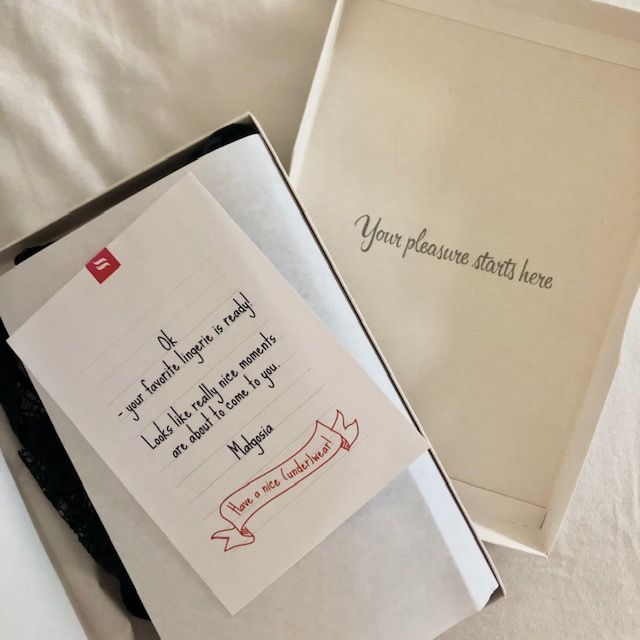 Your pleasure starts here
Ok
- your favorite lingerie is ready!
Looks like really nice moments
are about to come to you.
Małgosia
Have a nice (under)wear!